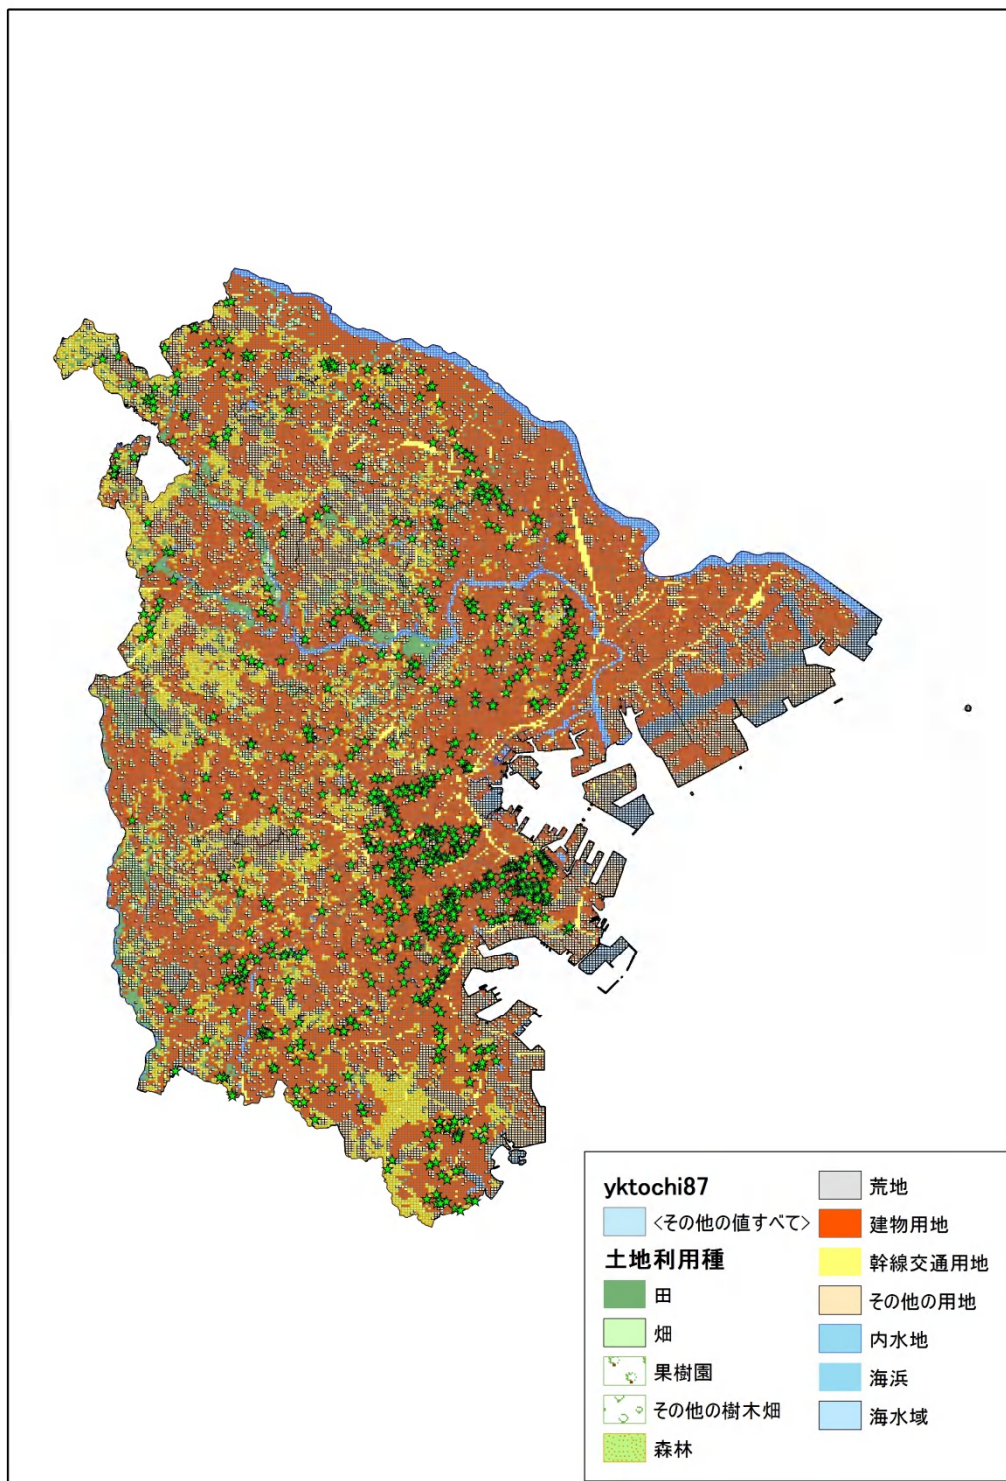 yktochi87
<その他の値すべて>
土地利用種
田
畑
果樹園
その他の樹木畑
森林
荒地
建物用地
幹線交通用地
その他の用地
内水地
海浜
海水域